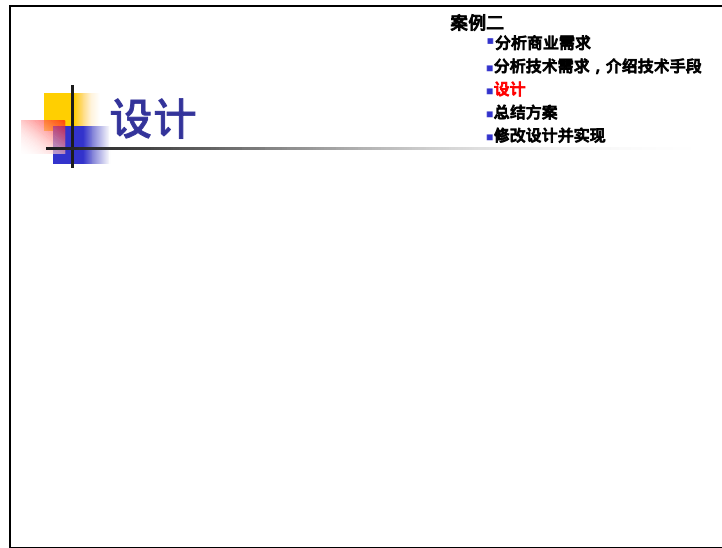 案例二
分析商业需求
分析技术需求，介绍技术手段
设计
总结方案
修改设计并实现
设计